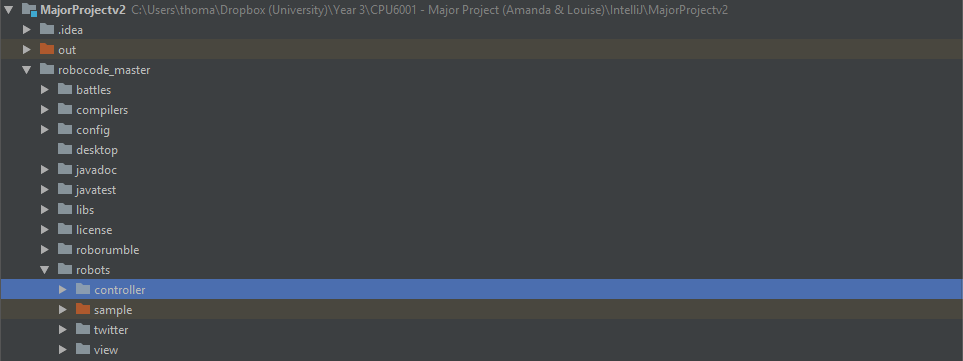 MajorProjectv2 C:\Users\thoma\Dropbox (University)\Year 3\CPU6001 - Major Project (Amanda & Louise)\IntelliJ\MajorProjectv2
.idea
out
robocode_master
battles
compilers
config
desktop
javadoc
javatest
libs
license
roborumble
robots
controller
sample
twitter
view